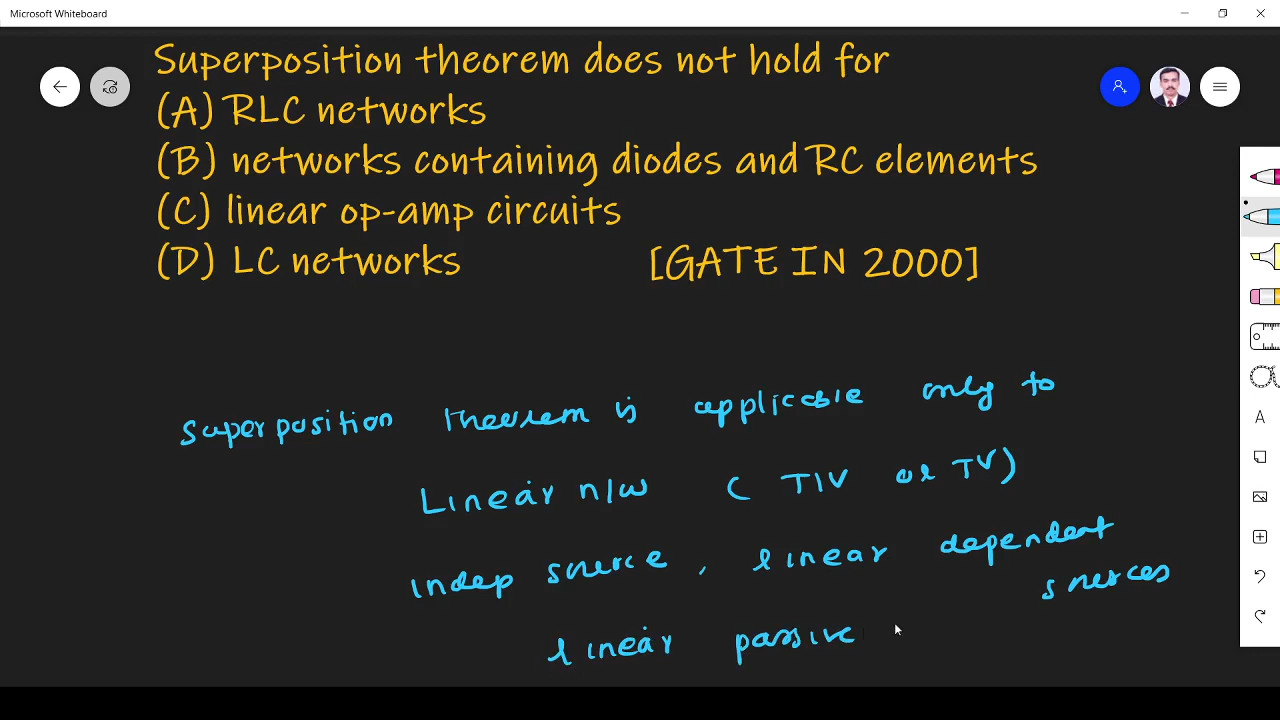 Microsoft Whiteboard
Superposition theorem does not hold for
(A) RLC networks
(B) networks containing diodes and RC elements
(C) linear op-amp circuits
(D) LC networks [GATE IN 2000]
Superposition theorem is applicable only to
Linear n/w ( TIV or TV)
indep source, linear dependent
sources
linear passive
A